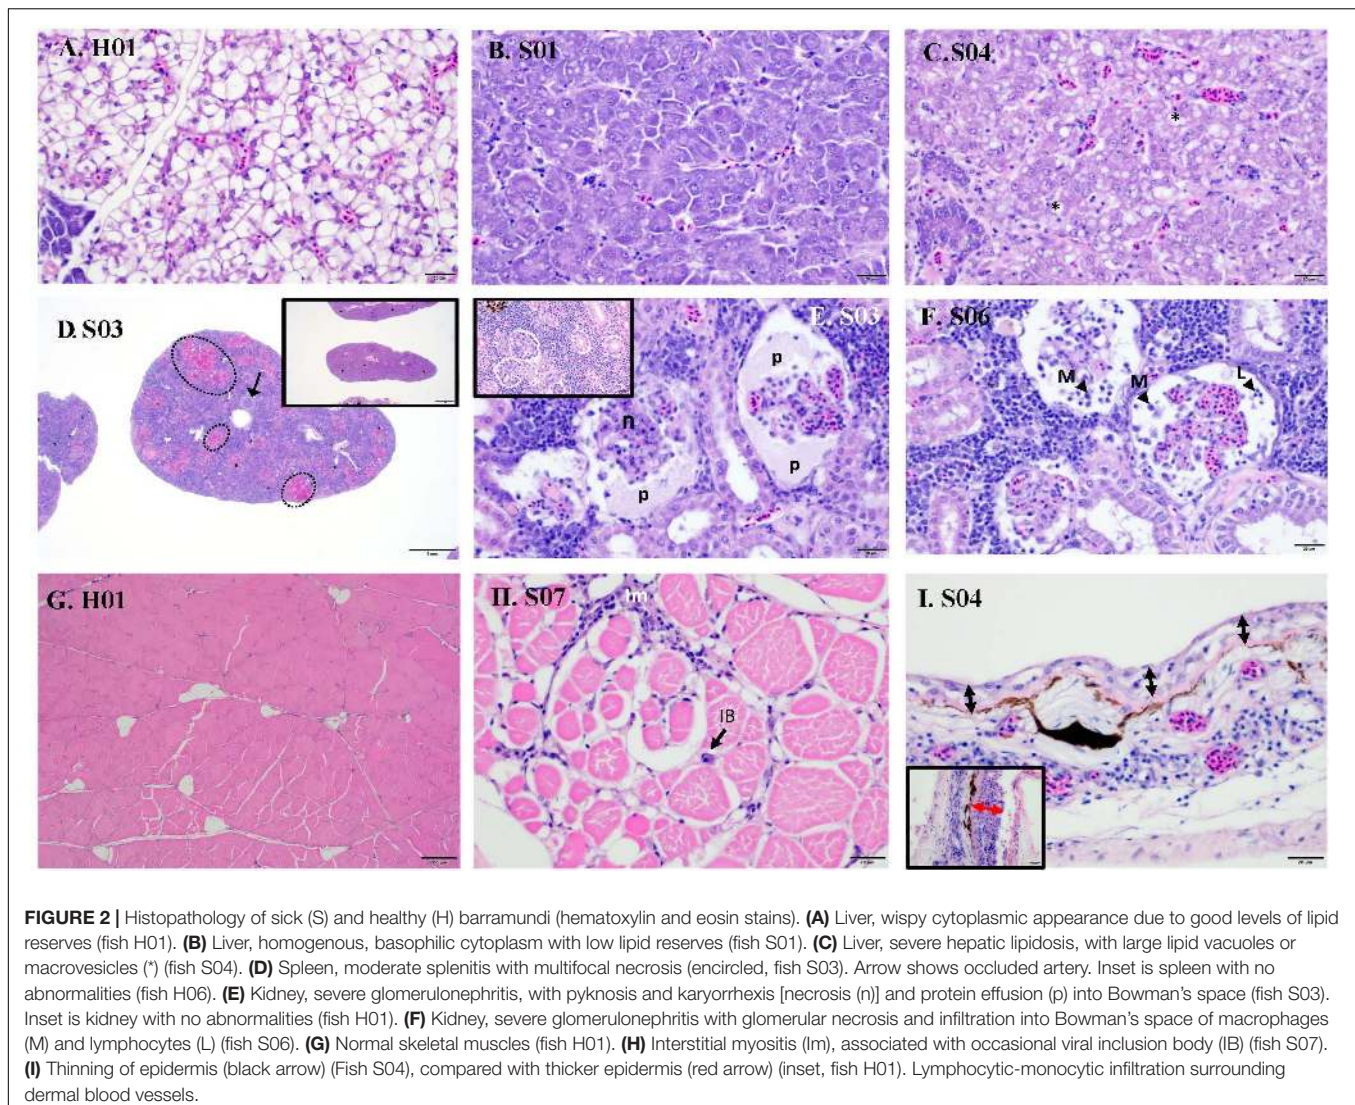 A. H01
B. S01
C. S04
*
*
D. S03
E. S03
p
n
p
p
F. S06
M
M
L
G. H01
H. S07
Im
IB
I. S04
FIGURE 2 | Histopathology of sick (S) and healthy (H) barramundi (hematoxylin and eosin stains). (A) Liver, wispy cytoplasmic appearance due to good levels of lipid
reserves (fish H01). (B) Liver, homogenous, basophilic cytoplasm with low lipid reserves (fish S01). (C) Liver, severe hepatic lipidosis, with large lipid vacuoles or
macrovesicles (*) (fish S04). (D) Spleen, moderate splenitis with multifocal necrosis (encircled, fish S03). Arrow shows occluded artery. Inset is spleen with no
abnormalities (fish H06). (E) Kidney, severe glomerulonephritis, with pyknosis and karyorrhexis [necrosis (n)] and protein effusion (p) into Bowman's space (fish S03).
Inset is kidney with no abnormalities (fish H01). (F) Kidney, severe glomerulonephritis with glomerular necrosis and infiltration into Bowman's space of macrophages
(M) and lymphocytes (L) (fish S06). (G) Normal skeletal muscles (fish H01). (H) Interstitial myositis (Im), associated with occasional viral inclusion body (IB) (fish S07).
(I) Thinning of epidermis (black arrow) (Fish S04), compared with thicker epidermis (red arrow) (inset, fish H01). Lymphocytic-monocytic infiltration surrounding
dermal blood vessels.